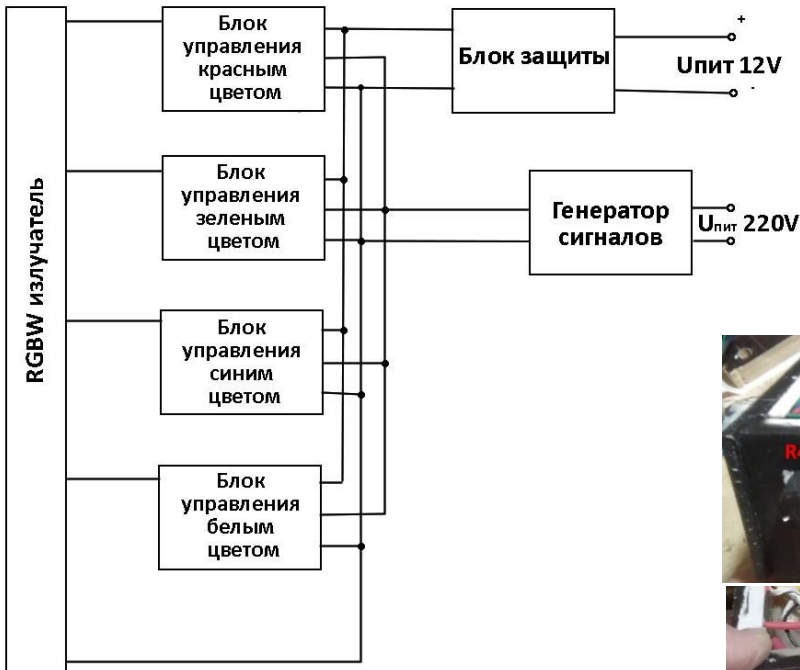 Блок
управления
красным
цветом
Блок защиты
+
Uпит 12V
-
Блок
управления
зеленым
цветом
Генератор
сигналов
Uпит 220V
RGBW излучатель
Блок
управления
синим
цветом
Блок
управления
белым
цветом